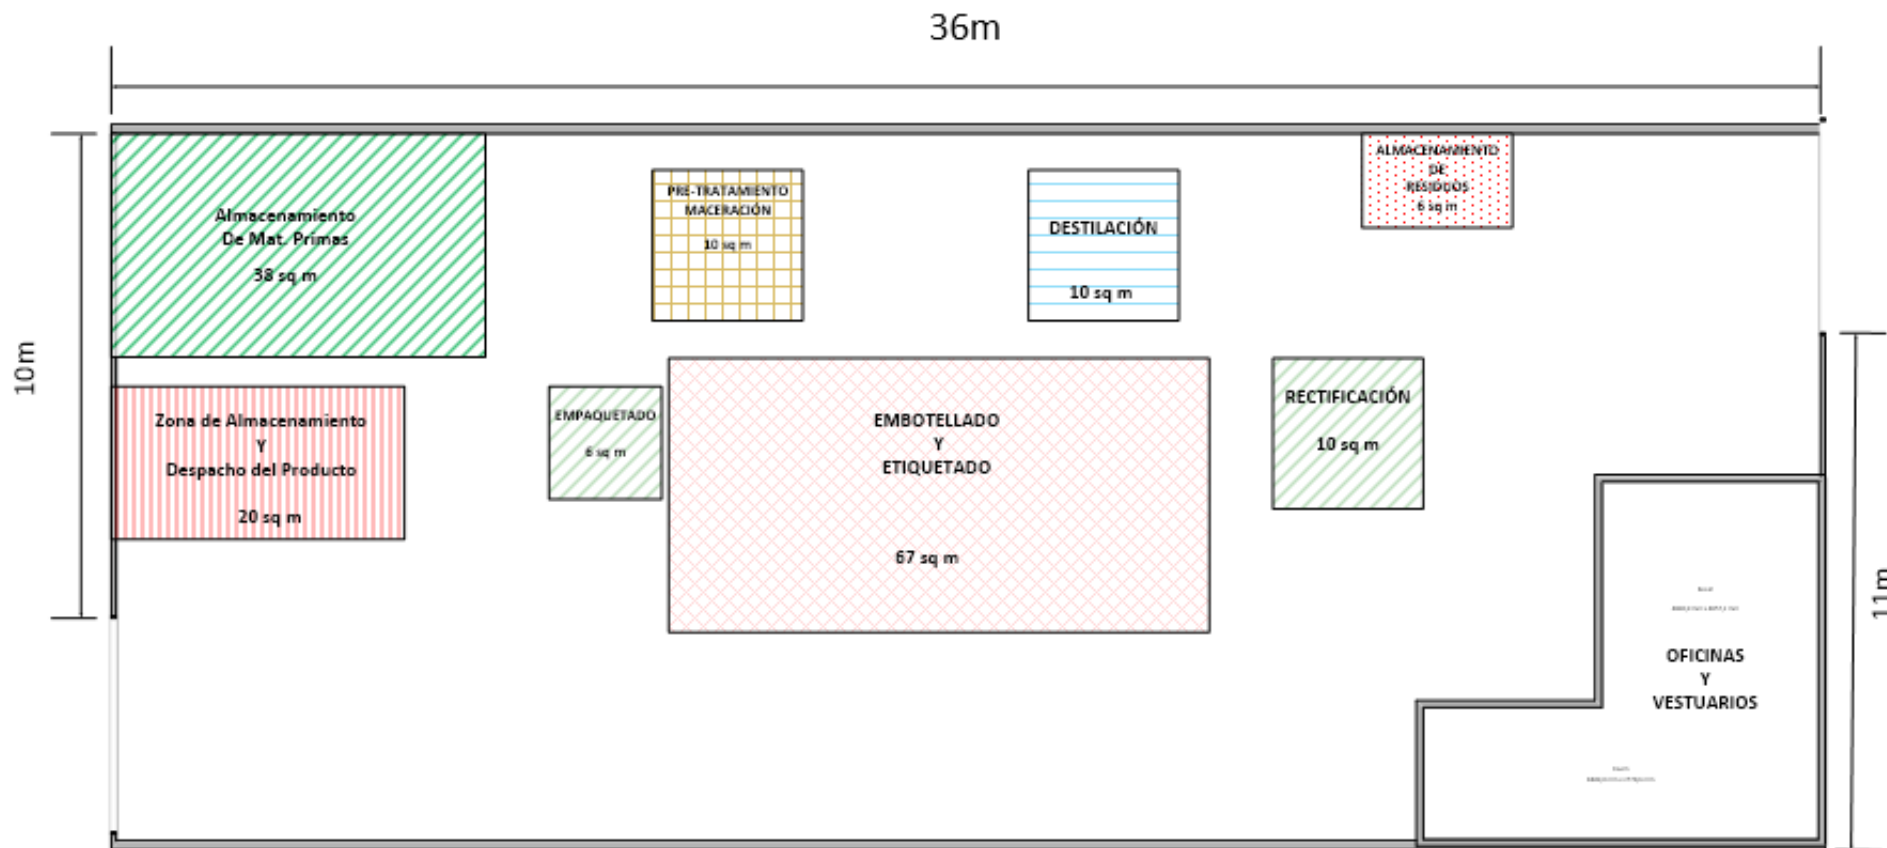 36m
10m
11m
Almacenamiento
De Mat. Primas
38 sq m
PRE-TRATAMIENTO
MACERACIÓN
10 sq m
DESTILACIÓN
10 sq m
ALMACENAMIENTO
DE
RESIDUOS
6 sq m
Zona de Almacenamiento
Y
Despacho del Producto
20 sq m
EMPAQUETADO
6 sq m
EMBOTELLADO
Y
ETIQUETADO
67 sq m
RECTIFICACIÓN
10 sq m
OFICINAS
Y
VESTUARIOS